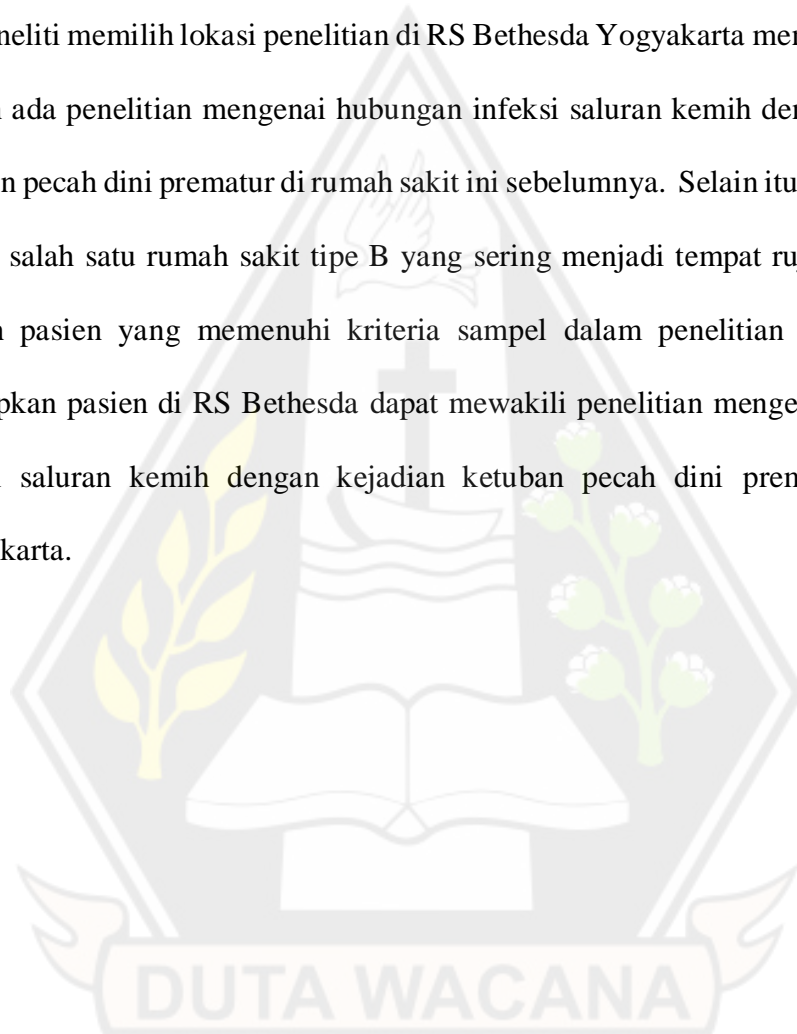 neliti memilih lokasi penelitian di RS Bethesda Yogyakarta mer
ada penelitian mengenai hubungan infeksi saluran kemih der
n pecah dini prematur di rumah sakit ini sebelumnya. Selain itu
salah satu rumah sakit tipe B yang sering menjadi tempat ru
pasien yang memenuhi kriteria sampel dalam penelitian
pkan pasien di RS Bethesda dapat mewakili penelitian menge
saluran kemih dengan kejadian ketuban pecah dini pren
karta.
DUTA WACANA